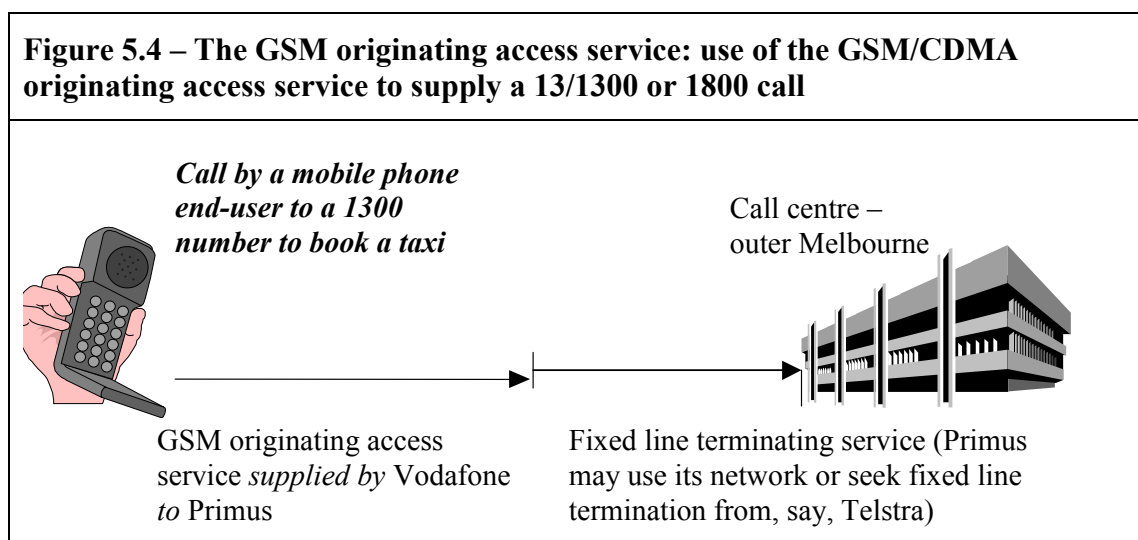 Figure 5.4 – The GSM originating access service: use of the GSM/CDMA
originating access service to supply a 13/1300 or 1800 call
Call by a mobile phone
end-user to a 1300
number to book a taxi
Call centre –
outer Melbourne
GSM originating access
service supplied by Vodafone
to Primus
Fixed line terminating service (Primus
may use its network or seek fixed line
termination from, say, Telstra)